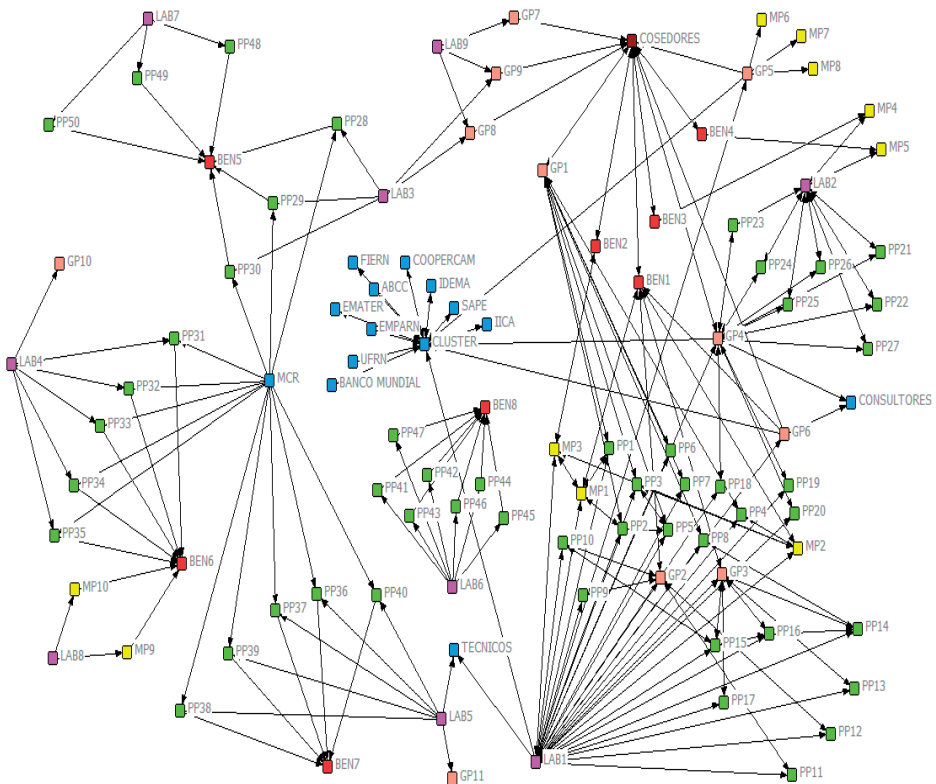 LAB7
GP7
MP6
COSEDORES
MP7
PP48
LAB9
GP9
GP5
MP8
PP49
MP4
PP50
PP28
GP8
BEN4
MP5
BEN5
GP1
LAB2
LAB3
PP29
BEN3
PP23
BEN2
PP21
GP10
FIERN
COOPERCAM
PP24
PP26
PP30
BEN1
ABCC
IDEMA
EMATER
SAPE
PP25
PP22
EMPARN
IICA
PP31
CLUSTER
GP4
PP27
LAB4
UFRN
MCR
BANCO MUNDIAL
PP32
CONSULTORES
BEN8
PP33
PP47
GP6
MP3
PP1
PP6
PP42
PP34
PP41
PP44
MP1
PP3
PP7
PP18
PP19
PP46
PP43
PP45
PP4
PP20
PP35
PP10
PP2
PP5
PP8
MP2
BEN6
GP2
GP3
MP10
LAB6
PP36
PP40
PP9
PP37
PP16
PP14
LAB8
MP9
PP39
TECNICOS
PP15
PP13
PP17
PP38
LAB5
PP12
BEN7
LAB1
GP11
PP11